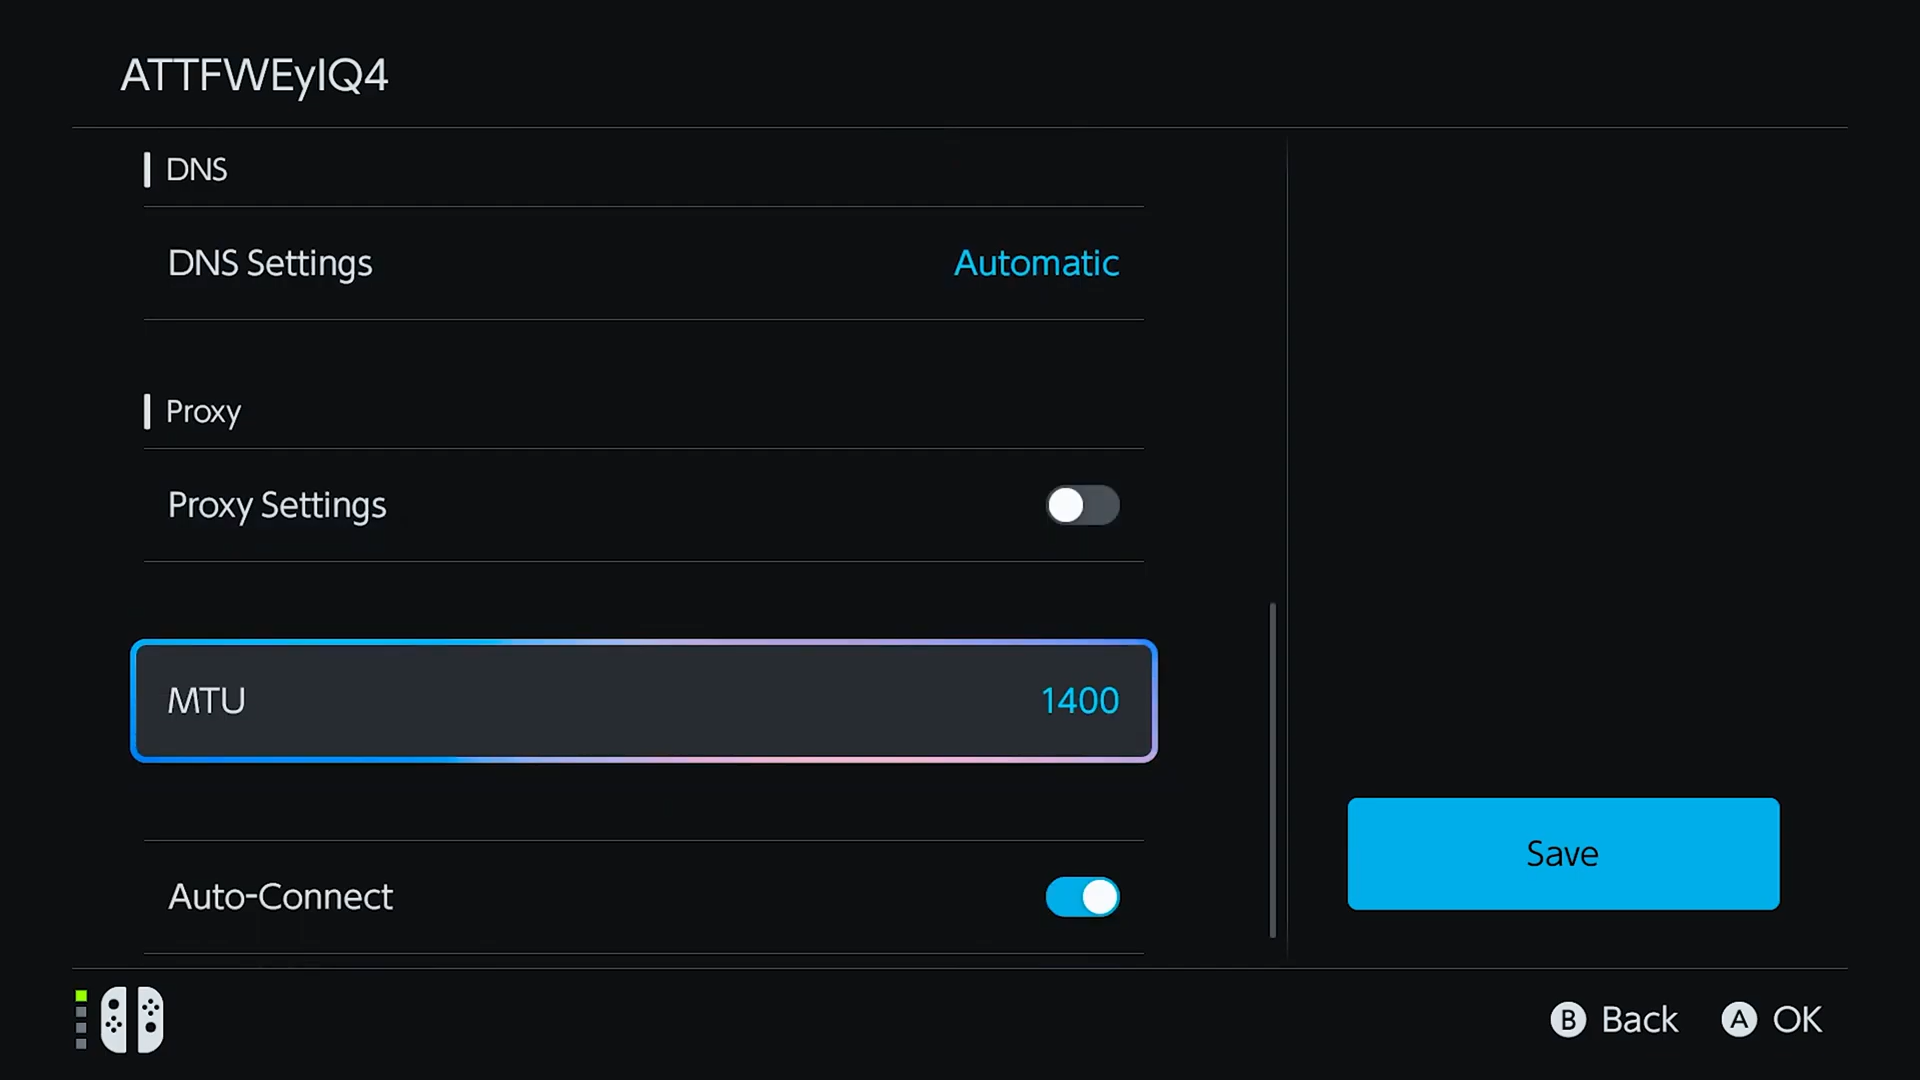 ATTFWEyIQ4
DNS
DNS Settings Automatic
Proxy
Proxy Settings
MTU 1400
Auto-Connect
Save
B Back A OK